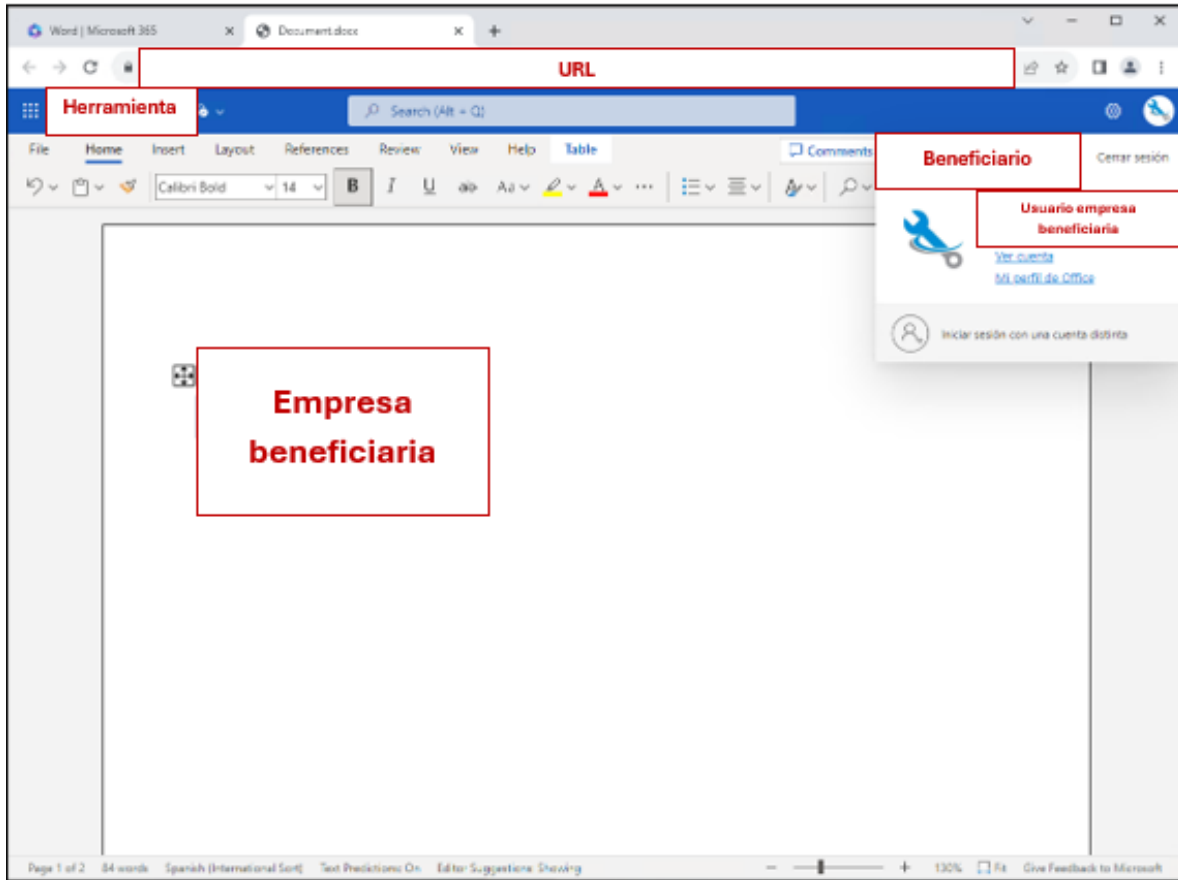 Word | Microsoft 365
Document.docx
URL
Herramienta
Search (Alt + Q)
File Home Insert Layout References Review View Help Table Comments
Beneficiario
Cerrar sesión
Calibri Bold 14 B I U ab Aa A
Usuario empresa
beneficiaria
Ver cuenta
Mi perfil de Office
Iniciar sesión con una cuenta distinta
Empresa
beneficiaria
Page 1 of 2 84 words Spanish (International Sort) Text Predictions: On Editor Suggestions: Showing 130% Fit Give Feedback to Microsoft